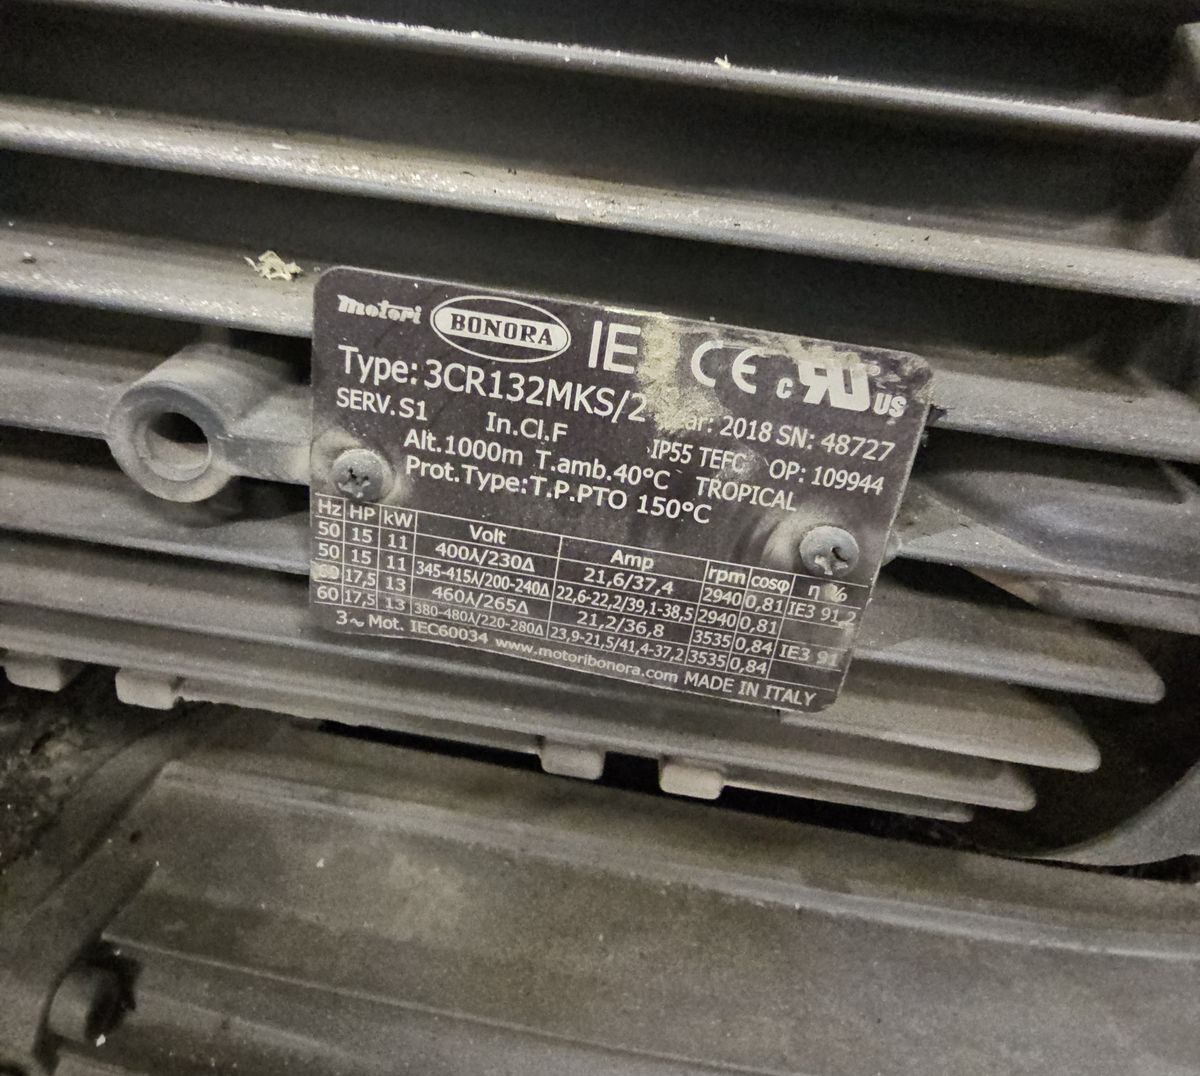 motori BONORA IE CE c RU US
Type: 3CR132MKS/2 ar: 2018 SN: 48727
SERV.S1 In.Cl.F IP55 TEFC OP: 109944
Alt.1000m T.amb.40°C TROPICAL
Prot.Type:T.P.PTO 150°C
Hz HP kW Volt Amp rpm cosφ η %
50 15 11 400λ/230Δ 21,6/37,4 2940 0,81 IE3 91,2
50 15 11 345-415λ/200-240Δ 22,6-22,2/39,1-38,5 2940 0,81
17,5 13 460λ/265Δ 21,2/36,8 3535 0,84 IE3 91
60 17,5 13 380-480λ/220-280Δ 23,9-21,5/41,4-37,2 3535 0,84
3~ Mot. IEC60034 www.motoribonora.com MADE IN ITALY